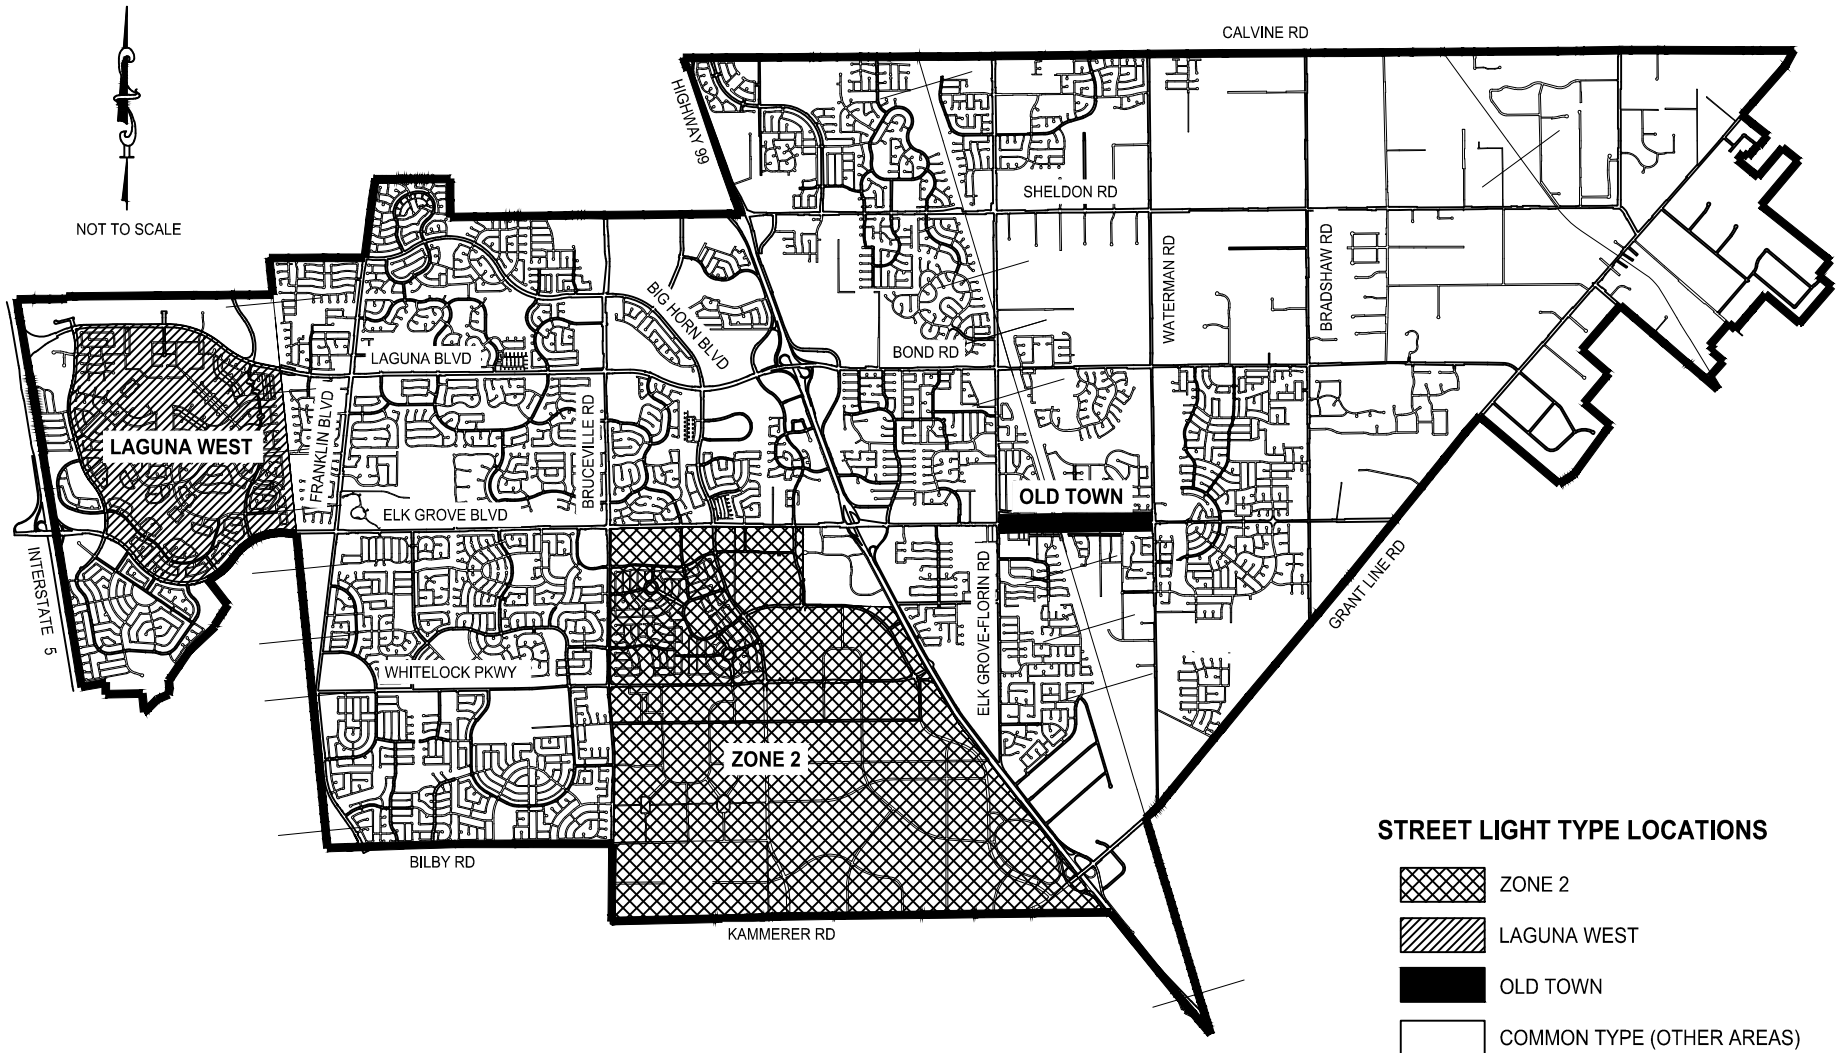 CALVINE RD
HIGHWAY 99
NOT TO SCALE
SHELDON RD
WATERMAN RD
BRADSHAW RD
BIG HORN BLVD
LAGUNA BLVD
BOND RD
FRANKLIN BLVD
BRUCEVILLE RD
LAGUNA WEST
OLD TOWN
ELK GROVE BLVD
INTERSTATE 5
ELK GROVE-FLORIN RD
GRANT LINE RD
WHITELOCK PKWY
ZONE 2
BILBY RD
KAMMERER RD
STREET LIGHT TYPE LOCATIONS
ZONE 2
LAGUNA WEST
OLD TOWN
COMMON TYPE (OTHER AREAS)